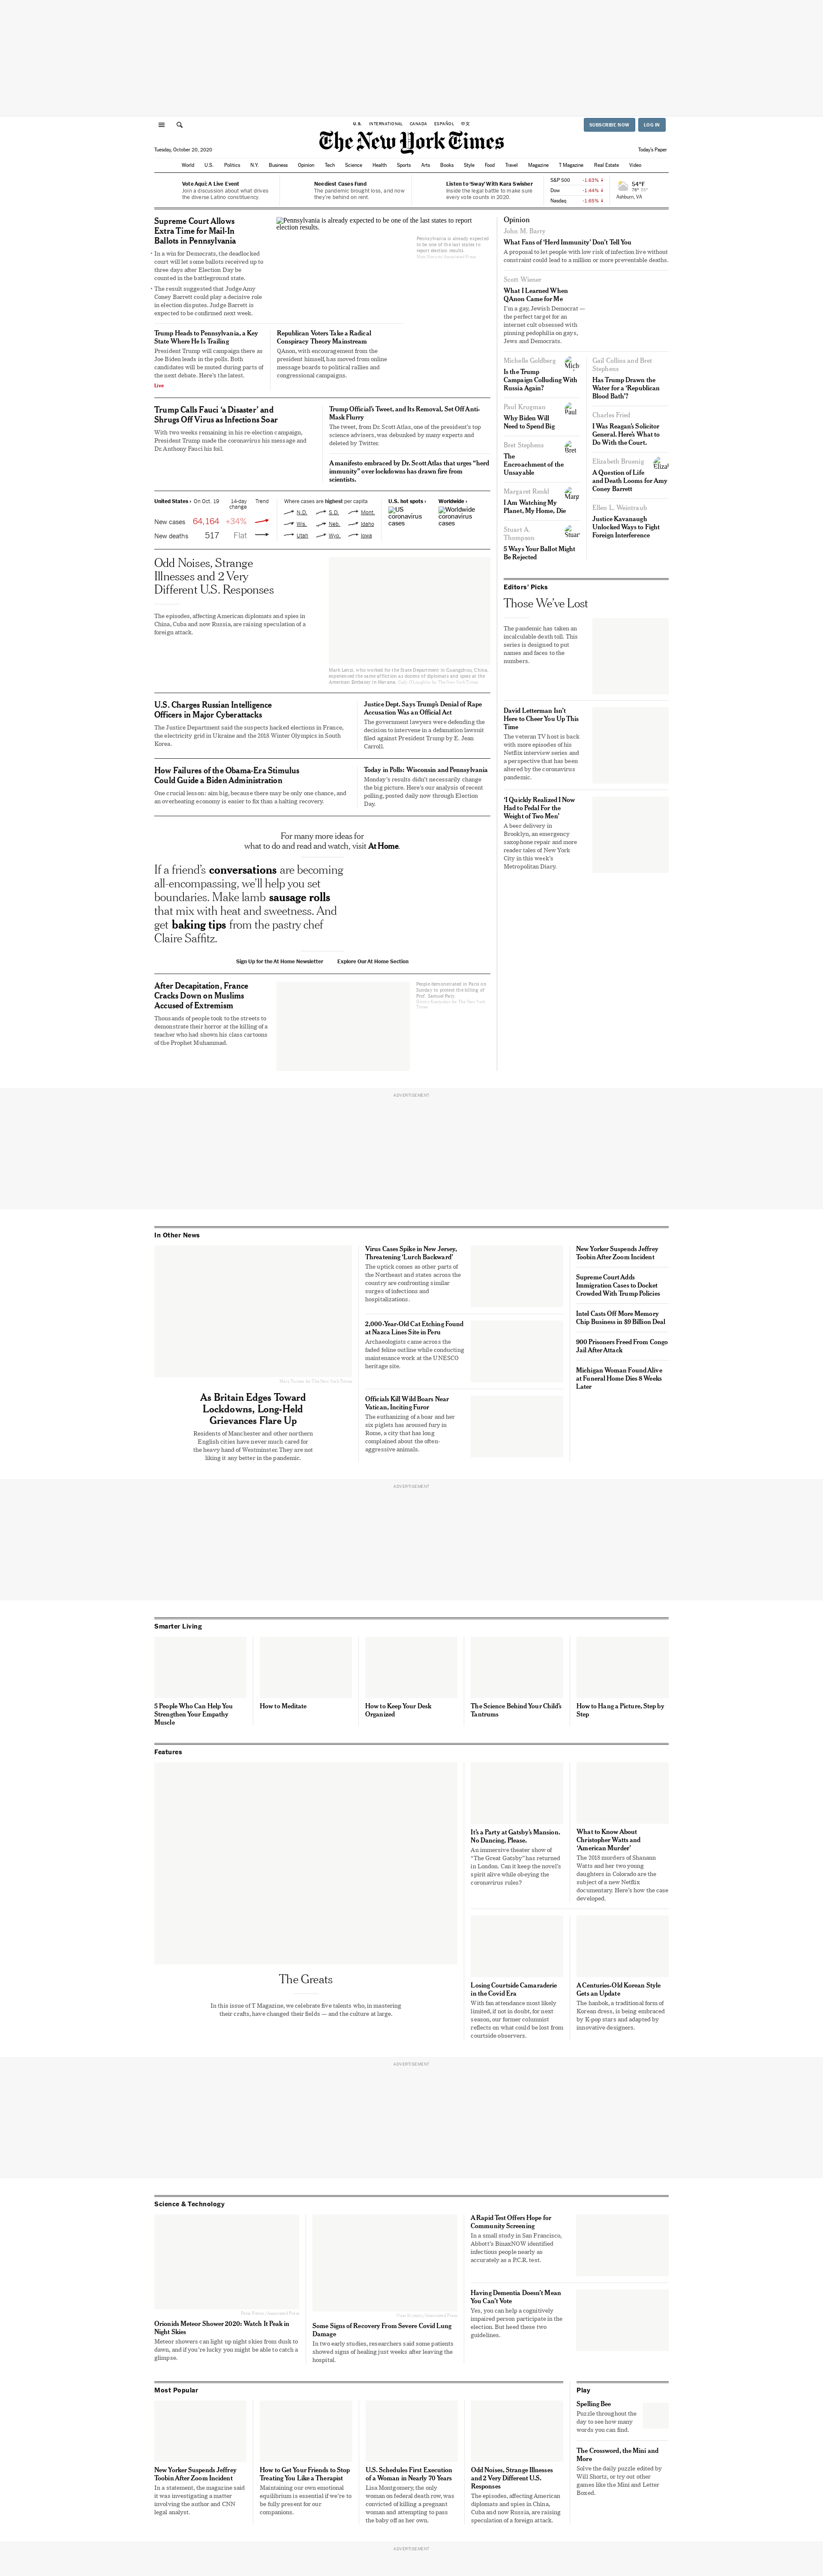 U.S. INTERNATIONAL CANADA ESPAÑOL 中文
SUBSCRIBE NOW
LOG IN
The New York Times
Tuesday, October 20, 2020
Today's Paper
World U.S. Politics N.Y. Business Opinion Tech Science Health Sports Arts Books Style Food Travel Magazine T Magazine Real Estate Video
Vote Aquí: A Live Event
Join a discussion about what drives
the diverse Latino constituency.
Neediest Cases Fund
The pandemic brought loss, and now
they're behind on rent.
Listen to 'Sway' With Kara Swisher
Inside the legal battle to make sure
every vote counts in 2020.
S&P 500 -1.63% ↓
Dow -1.44% ↓
Nasdaq -1.65% ↓
54°F
Ashburn, VA
Supreme Court Allows
Extra Time for Mail-In
Ballots in Pennsylvania
• In a win for Democrats, the deadlocked
court will let some ballots received up to
three days after Election Day be
counted in the battleground state.
• The result suggested that Judge Amy
Coney Barrett could play a decisive role
in election disputes. Judge Barrett is
expected to be confirmed next week.
Pennsylvania is already expected to be one of the last states to report
election results.
Pennsylvania is already expected
to be one of the last states to
report election results.
Trump Heads to Pennsylvania, a Key
State Where He Is Trailing
President Trump will campaign there as
Joe Biden leads in the polls. Both
candidates will be muted during parts of
the next debate. Here's the latest.
Live
Republican Voters Take a Radical
Conspiracy Theory Mainstream
QAnon, with encouragement from the
president himself, has moved from online
message boards to political rallies and
congressional campaigns.
Trump Calls Fauci 'a Disaster' and
Shrugs Off Virus as Infections Soar
With two weeks remaining in his re-election campaign,
President Trump made the coronavirus his message and
Dr. Anthony Fauci his foil.
Trump Official's Tweet, and Its Removal, Set Off Anti-
Mask Flurry
The tweet, from Dr. Scott Atlas, one of the president's top
science advisers, was debunked by many experts and
deleted by Twitter.
A manifesto embraced by Dr. Scott Atlas that urges "herd
immunity" over lockdowns has drawn fire from
scientists.
United States › On Oct. 19 14-day
change Trend
New cases 64,164 +34%
New deaths 517 Flat
Where cases are highest per capita
N.D. S.D. Mont.
Wis. Neb. Idaho
Utah Wyo. Iowa
U.S. hot spots ›
US
coronavirus
cases
Worldwide ›
Worldwide
coronavirus
cases
Odd Noises, Strange
Illnesses and 2 Very
Different U.S. Responses
The episodes, affecting American diplomats and spies in
China, Cuba and now Russia, are raising speculation of a
foreign attack.
Mark Lenzi, who worked for the State Department in Guangzhou, China,
experienced the same affliction as dozens of diplomats and spies at the
American Embassy in Havana.
U.S. Charges Russian Intelligence
Officers in Major Cyberattacks
The Justice Department said the suspects hacked elections in France,
the electricity grid in Ukraine and the 2018 Winter Olympics in South
Korea.
Justice Dept. Says Trump's Denial of Rape
Accusation Was an Official Act
The government lawyers were defending the
decision to intervene in a defamation lawsuit
filed against President Trump by E. Jean
Carroll.
How Failures of the Obama-Era Stimulus
Could Guide a Biden Administration
One crucial lesson: aim big, because there may be only one chance, and
an overheating economy is easier to fix than a halting recovery.
Today in Polls: Wisconsin and Pennsylvania
Monday's results didn't necessarily change
the big picture. Here's our analysis of recent
polling, posted daily now through Election
Day.
For many more ideas for
what to do and read and watch, visit At Home.
If a friend's conversations are becoming
all-encompassing, we'll help you set
boundaries. Make lamb sausage rolls
that mix with heat and sweetness. And
get baking tips from the pastry chef
Claire Saffitz.
Sign Up for the At Home Newsletter
Explore Our At Home Section
After Decapitation, France
Cracks Down on Muslims
Accused of Extremism
Thousands of people took to the streets to
demonstrate their horror at the killing of a
teacher who had shown his class cartoons
of the Prophet Muhammad.
People demonstrated in Paris on
Sunday to protest the killing of
Prof. Samuel Paty.
Opinion
John M. Barry
What Fans of 'Herd Immunity' Don't Tell You
A proposal to let people with low risk of infection live without
constraint could lead to a million or more preventable deaths.
Scott Wiener
What I Learned When
QAnon Came for Me
I'm a gay, Jewish Democrat —
the perfect target for an
internet cult obsessed with
pinning pedophilia on gays,
Jews and Democrats.
Michelle Goldberg
Is the Trump
Campaign Colluding With
Russia Again?
Mich
Paul Krugman
Why Biden Will
Need to Spend Big
Paul
Bret Stephens
The
Encroachment of the
Unsayable
Bret
Margaret Renkl
I Am Watching My
Planet, My Home, Die
Marg
Stuart A.
Thompson
5 Ways Your Ballot Might
Be Rejected
Stuar
Gail Collins and Bret
Stephens
Has Trump Drawn the
Water for a 'Republican
Blood Bath'?
Charles Fried
I Was Reagan's Solicitor
General. Here's What to
Do With the Court.
Elizabeth Bruenig
A Question of Life
and Death Looms for Amy
Coney Barrett
Eliza
Ellen L. Weintraub
Justice Kavanaugh
Unlocked Ways to Fight
Foreign Interference
Editors' Picks
Those We've Lost
The pandemic has taken an
incalculable death toll. This
series is designed to put
names and faces to the
numbers.
David Letterman Isn't
Here to Cheer You Up This
Time
The veteran TV host is back
with more episodes of his
Netflix interview series and
a perspective that has been
altered by the coronavirus
pandemic.
'I Quickly Realized I Now
Had to Pedal For the
Weight of Two Men'
A beer delivery in
Brooklyn, an emergency
saxophone repair and more
reader tales of New York
City in this week's
Metropolitan Diary.
ADVERTISEMENT
In Other News
As Britain Edges Toward
Lockdowns, Long-Held
Grievances Flare Up
Residents of Manchester and other northern
English cities have never much cared for
the heavy hand of Westminster. They are not
liking it any better in the pandemic.
Virus Cases Spike in New Jersey,
Threatening 'Lurch Backward'
The uptick comes as other parts of
the Northeast and states across the
country are confronting similar
surges of infections and
hospitalizations.
2,000-Year-Old Cat Etching Found
at Nazca Lines Site in Peru
Archaeologists came across the
faded feline outline while conducting
maintenance work at the UNESCO
heritage site.
Officials Kill Wild Boars Near
Vatican, Inciting Furor
The euthanizing of a boar and her
six piglets has aroused fury in
Rome, a city that has long
complained about the often-
aggressive animals.
New Yorker Suspends Jeffrey
Toobin After Zoom Incident
Supreme Court Adds
Immigration Cases to Docket
Crowded With Trump Policies
Intel Casts Off More Memory
Chip Business in $9 Billion Deal
900 Prisoners Freed From Congo
Jail After Attack
Michigan Woman Found Alive
at Funeral Home Dies 8 Weeks
Later
ADVERTISEMENT
Smarter Living
5 People Who Can Help You
Strengthen Your Empathy
Muscle
How to Meditate
How to Keep Your Desk
Organized
The Science Behind Your Child's
Tantrums
How to Hang a Picture, Step by
Step
Features
The Greats
In this issue of T Magazine, we celebrate five talents who, in mastering
their crafts, have changed their fields — and the culture at large.
It's a Party at Gatsby's Mansion.
No Dancing, Please.
An immersive theater show of
"The Great Gatsby" has returned
in London. Can it keep the novel's
spirit alive while obeying the
coronavirus rules?
What to Know About
Christopher Watts and
'American Murder'
The 2018 murders of Shanann
Watts and her two young
daughters in Colorado are the
subject of a new Netflix
documentary. Here's how the case
developed.
Losing Courtside Camaraderie
in the Covid Era
With fan attendance most likely
limited, if not in doubt, for next
season, our former columnist
reflects on what could be lost from
courtside observers.
A Centuries-Old Korean Style
Gets an Update
The hanbok, a traditional form of
Korean dress, is being embraced
by K-pop stars and adapted by
innovative designers.
ADVERTISEMENT
Science & Technology
Orionids Meteor Shower 2020: Watch It Peak in
Night Skies
Meteor showers can light up night skies from dusk to
dawn, and if you're lucky you might be able to catch a
glimpse.
Some Signs of Recovery From Severe Covid Lung
Damage
In two early studies, researchers said some patients
showed signs of healing just weeks after leaving the
hospital.
A Rapid Test Offers Hope for
Community Screening
In a small study in San Francisco,
Abbott's BinaxNOW identified
infectious people nearly as
accurately as a P.C.R. test.
Having Dementia Doesn't Mean
You Can't Vote
Yes, you can help a cognitively
impaired person participate in the
election. But heed these two
guidelines.
Most Popular
New Yorker Suspends Jeffrey
Toobin After Zoom Incident
In a statement, the magazine said
it was investigating a matter
involving the author and CNN
legal analyst.
How to Get Your Friends to Stop
Treating You Like a Therapist
Maintaining our own emotional
equilibrium is essential if we're to
be fully present for our
companions.
U.S. Schedules First Execution
of a Woman in Nearly 70 Years
Lisa Montgomery, the only
woman on federal death row, was
convicted of killing a pregnant
woman and attempting to pass
the baby off as her own.
Odd Noises, Strange Illnesses
and 2 Very Different U.S.
Responses
The episodes, affecting American
diplomats and spies in China,
Cuba and now Russia, are raising
speculation of a foreign attack.
Play
Spelling Bee
Puzzle throughout the
day to see how many
words you can find.
The Crossword, the Mini and
More
Solve the daily puzzle edited by
Will Shortz, or try out other
games like the Mini and Letter
Boxed.
ADVERTISEMENT